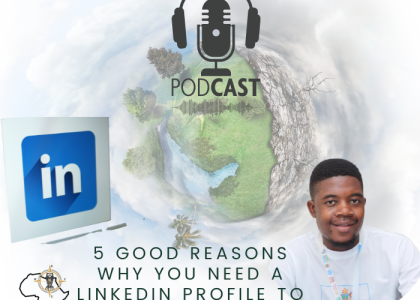 PODCAST
in
5 GOOD REASONS
WHY YOU NEED A
LINKEDIN PROFILE TO